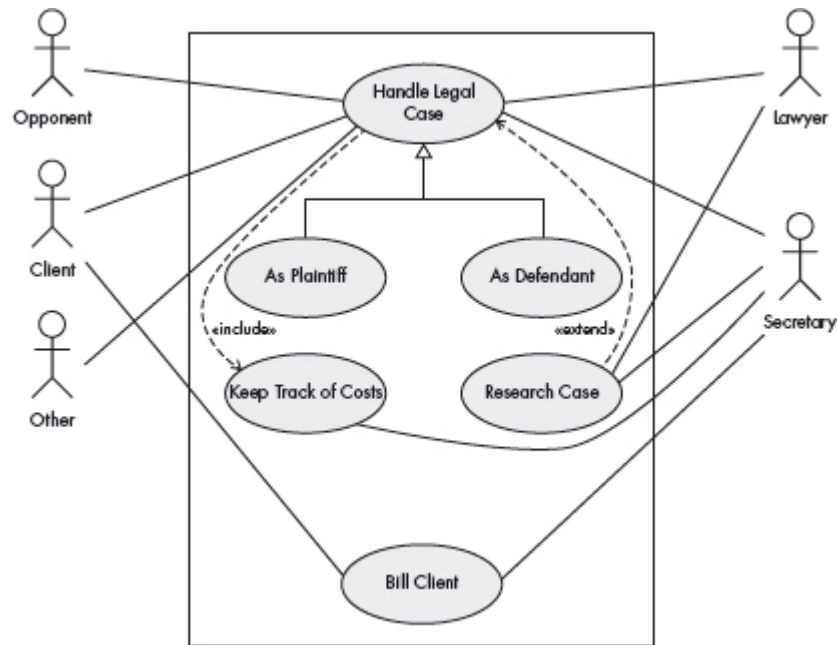 Opponent
Handle Legal
Case
Lawyer
Client
As Plaintiff
As Defendant
Secretary
«include»
«extend»
Keep Track of Costs
Research Case
Other
Bill Client